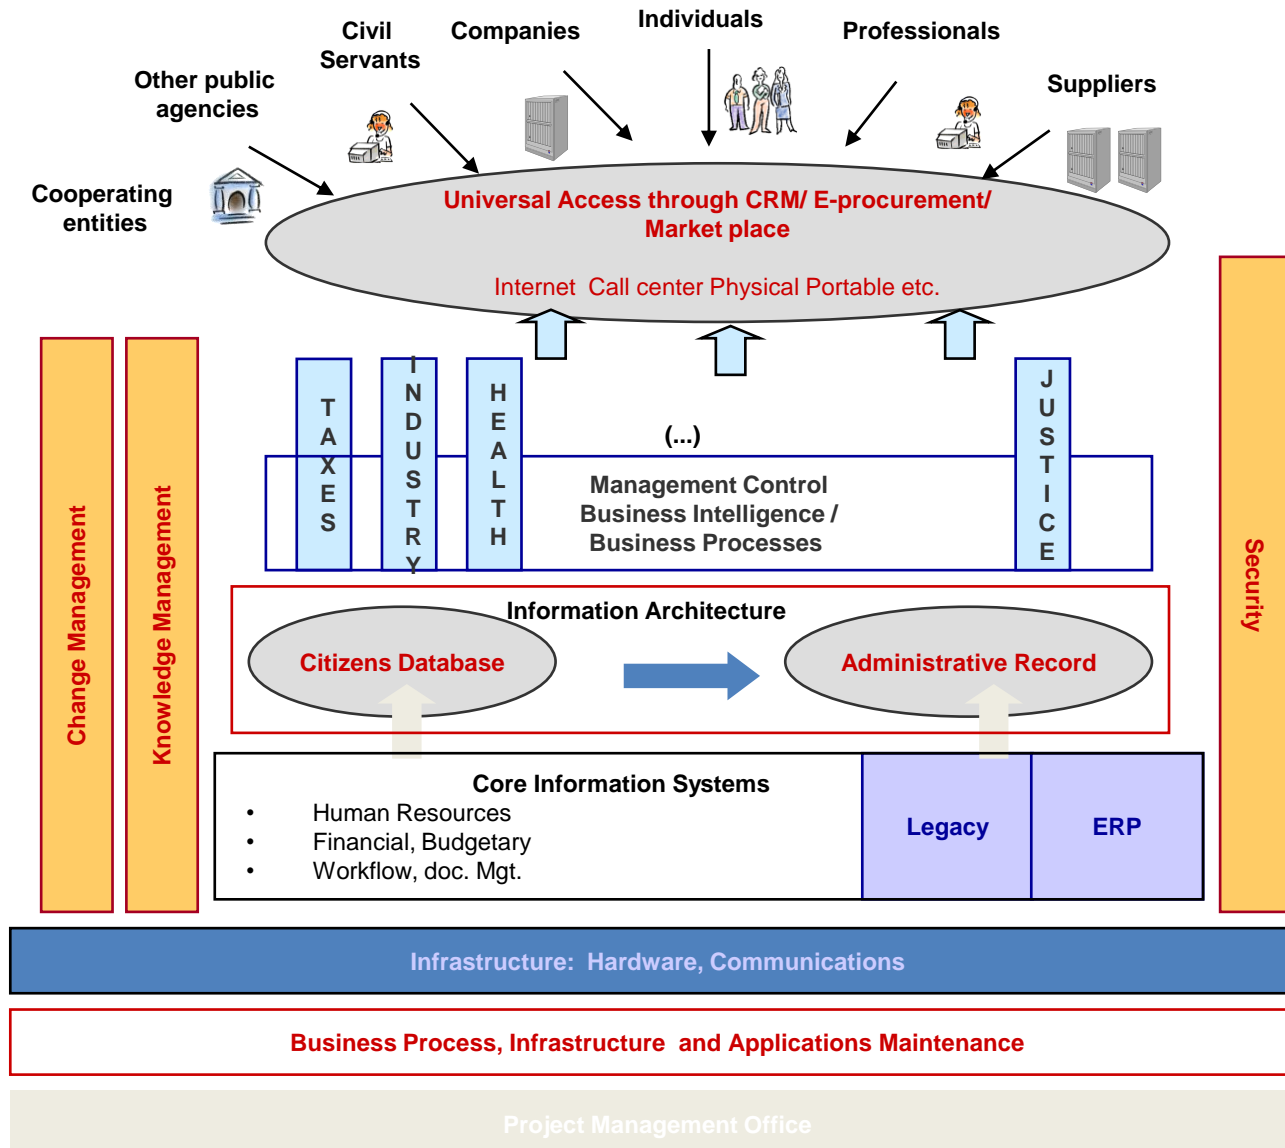 Individuals
Civil
Servants
Companies
Professionals
Other public
agencies
Suppliers
Cooperating
entities
Universal Access through CRM/ E-procurement/
Market place
Internet  Call center Physical Portable etc.
TAXES
INDUSTRY
HEALTH
(...)
JUSTICE
Management Control
Business Intelligence /
Business Processes
Change Management
Knowledge Management
Security
Information Architecture
Citizens Database
Administrative Record
Core Information Systems
• Human Resources
• Financial, Budgetary
• Workflow, doc. Mgt.
Legacy
ERP
Infrastructure:  Hardware, Communications
Business Process, Infrastructure  and Applications Maintenance
Project Management Office